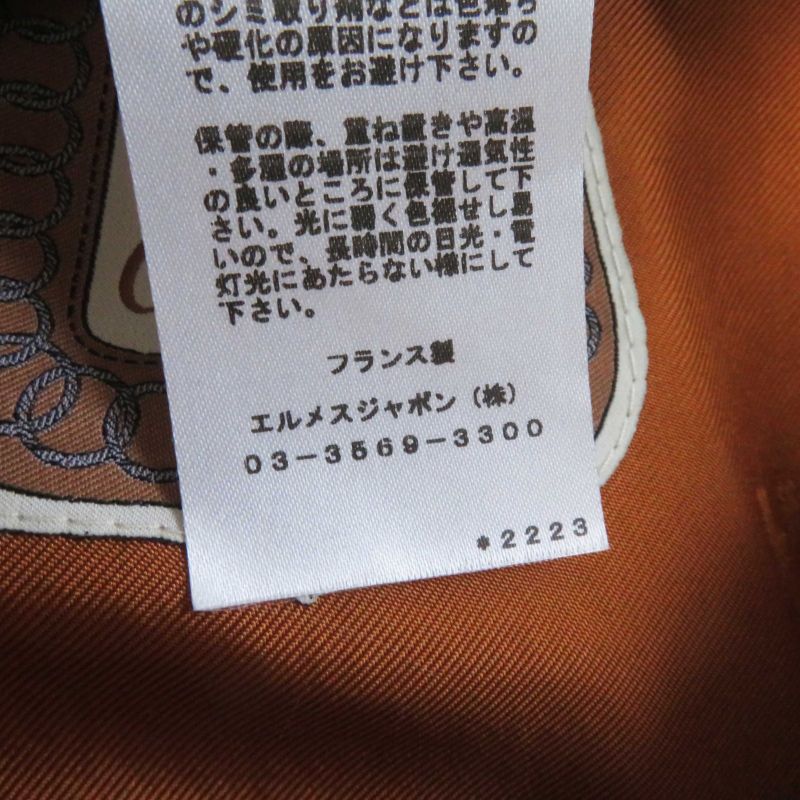 のシミ取り剤などは色落ち
や硬化の原因になりますの
で、使用をお避け下さい。
保管の際、重ね置きや高温
・多湿の場所は避け通気性
の良いところに保管して下
さい。光に弱く色褪せし易
いので、長時間の日光・電
灯光にあたらない様にして
下さい。
フランス製
エルメスジャポン（株）
03-3569-3300
*2223